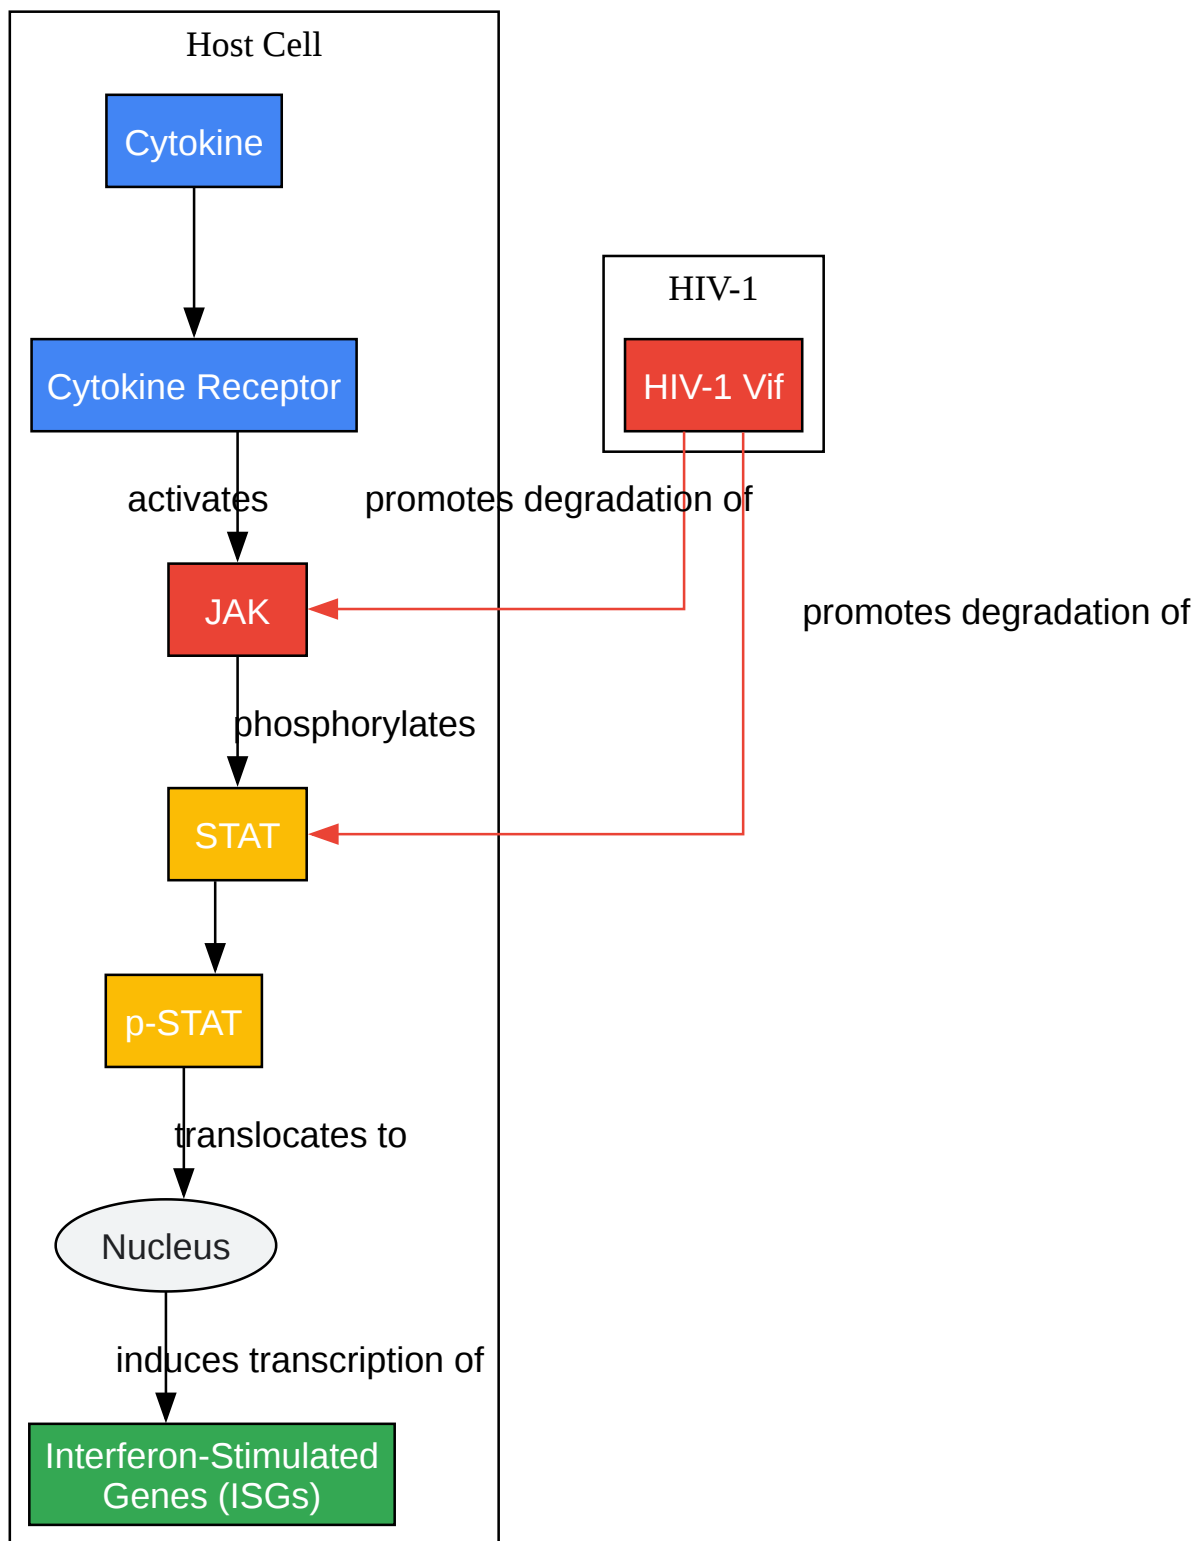 Host Cell
Cytokine
HIV-1
Cytokine Receptor
HIV-1 Vif
activates
promotes degradation of
JAK
promotes degradation of
phosphorylates
STAT
p-STAT
translocates to
Nucleus
induces transcription of
Interferon-Stimulated
Genes (ISGs)